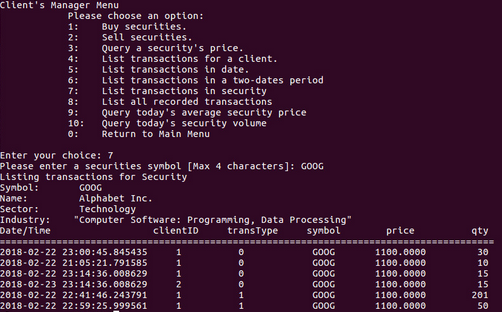 Client's Manager Menu
Please choose an option:
1: Buy securities.
2: Sell securities.
3: Query a security's price.
4: List transactions for a client.
5: List transactions in date.
6: List transactions in a two-dates period
7: List transactions in security
8: List all recorded transactions
9: Query today's average security price
10: Query today's security volume
0: Return to Main Menu
Enter your choice: 7
Please enter a securities symbol [Max 4 characters]: GOOG
Listing transactions for Security
Symbol: GOOG
Name: Alphabet Inc.
Sector: Technology
Industry: "Computer Software: Programming, Data Processing"
Date/Time clientID transType symbol price qty
2018-02-22 23:00:45.845435 1 0 GOOG 1100.0000 30
2018-02-22 21:05:21.791585 1 0 GOOG 1100.0000 10
2018-02-22 23:14:36.008629 1 0 GOOG 1100.0000 15
2018-02-23 23:14:36.008629 2 0 GOOG 1100.0000 15
2018-02-22 22:41:46.243791 1 1 GOOG 1100.0000 201
2018-02-22 22:59:25.999561 1 1 GOOG 1100.0000 50